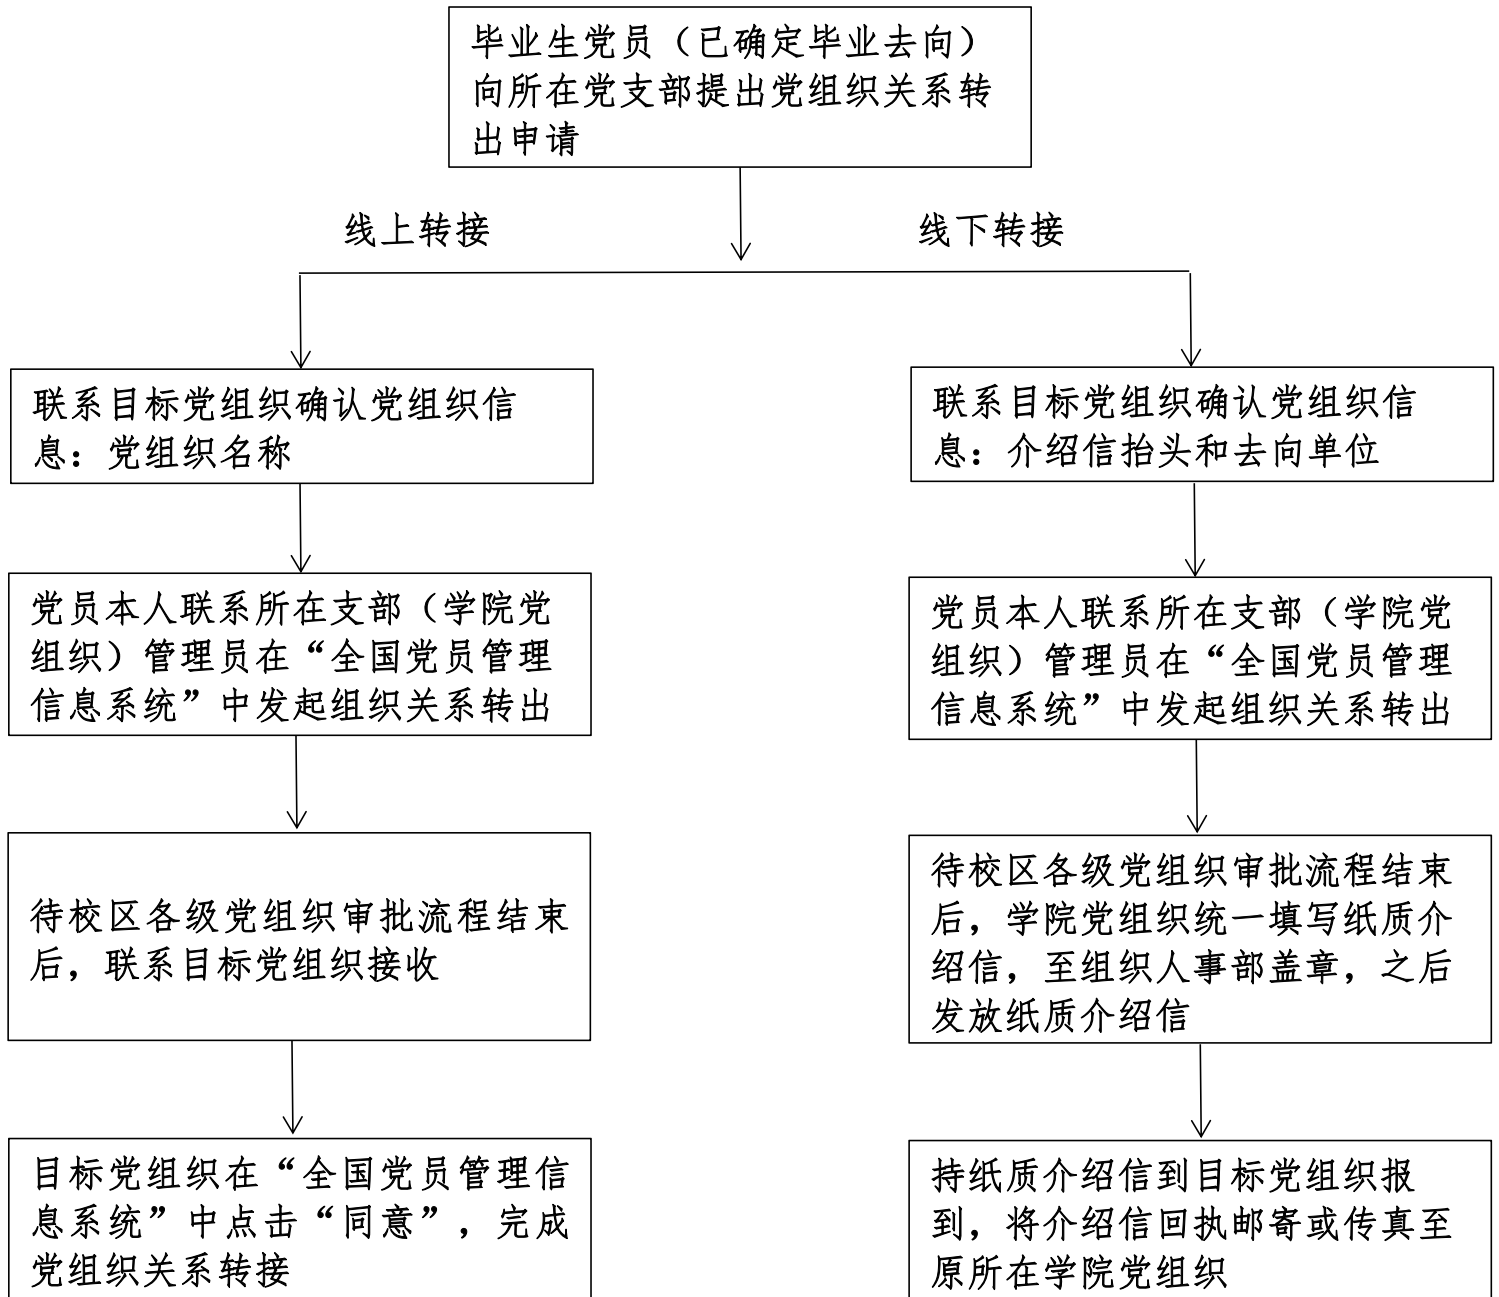 毕业生党员（已确定毕业去向）
向所在党支部提出党组织关系转
出申请
线上转接
线下转接
联系目标党组织确认党组织信
息：党组织名称
党员本人联系所在支部（学院党
组织）管理员在“全国党员管理
信息系统”中发起组织关系转出
待校区各级党组织审批流程结束
后，联系目标党组织接收
目标党组织在“全国党员管理信
息系统”中点击“同意”，完成
党组织关系转接
联系目标党组织确认党组织信
息：介绍信抬头和去向单位
党员本人联系所在支部（学院党
组织）管理员在“全国党员管理
信息系统”中发起组织关系转出
待校区各级党组织审批流程结束
后，学院党组织统一填写纸质介
绍信，至组织人事部盖章，之后
发放纸质介绍信
持纸质介绍信到目标党组织报
到，将介绍信回执邮寄或传真至
原所在学院党组织